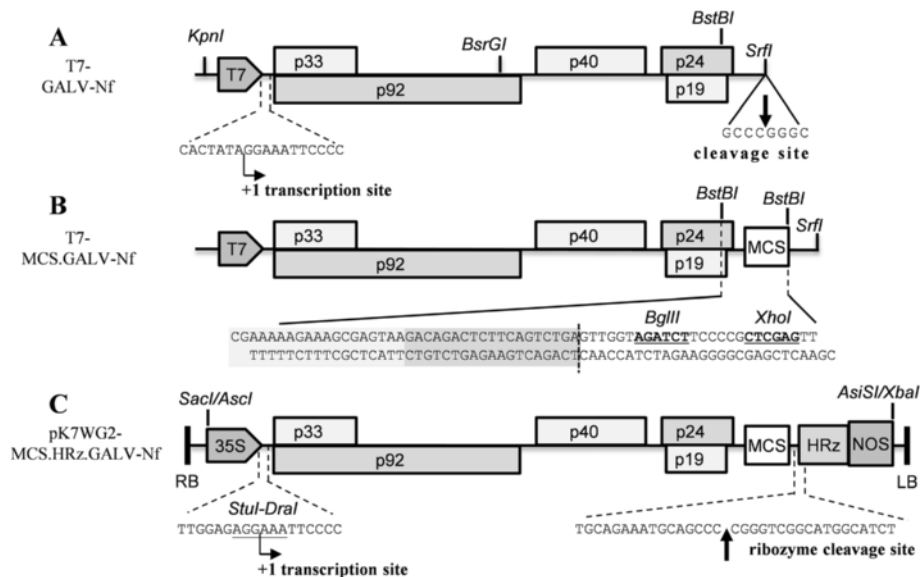 A
T7-
GALV-Nf
KpnI
T7
p33
BsrGI
p92
p40
BstBI
p24
p19
SrfI
GCCCGGGC
cleavage site
CACTATAGGAAATTCCCC
+1 transcription site
B
T7-
MCS.GALV-Nf
T7
p33
p92
p40
BstBI
p24
p19
BstBI
MCS
SrfI
BglII
XhoI
CGAAAAAGAAAGCGAGTAAGACAGACTCTTCAGTCTGAGTTGGTAGATCTTCCCCGCTCGAGTT
TTTTTCTTTCGCTCATTCTGTCTGAGAAGTCAGACTCAACCATCTAGAAGGGGCGAGCTCAAGC
C
pK7WG2-
MCS.HRz.GALV-Nf
SacI/AscI
RB
35S
p33
p92
p40
p24
p19
MCS
HRz
NOS
AsiSI/XbaI
LB
StuI-DraI
TTGGAGAGGAAATTCCCC
+1 transcription site
TGCAGAAATGCAGCCC CGGGTCGGCATGGCATCT
ribozyme cleavage site